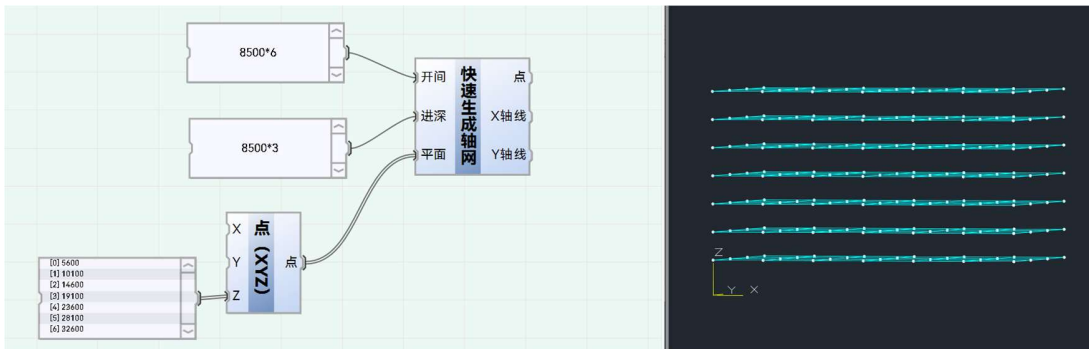 8500*6
8500*3
开间
进深
平面
快速生成轴网
点
X轴线
Y轴线
X
Y
Z
点（XYZ）
点
[0] 5600
[1] 10100
[2] 14600
[3] 19100
[4] 23600
[5] 28100
[6] 32600
Z
Y X